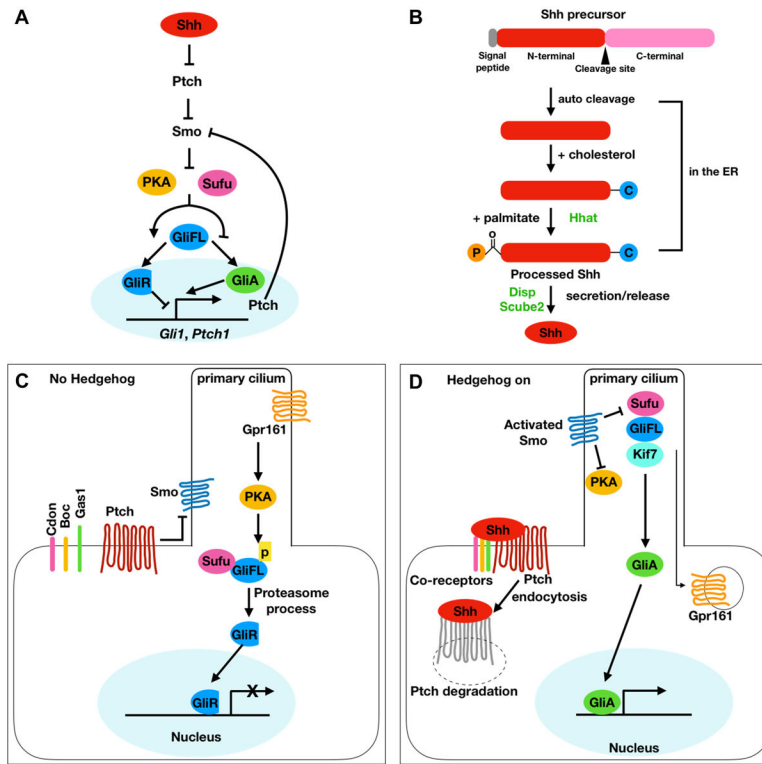 A
Shh
Ptch
Smo
PKA
Sufu
GliFL
GliR
GliA
Ptch
Gli1, Ptch1
B
Shh precursor
Signal
peptide
N-terminal
C-terminal
Cleavage site
auto cleavage
+ cholesterol
in the ER
C
+ palmitate
Hhat
P
O
C
Processed Shh
Disp
Scube2
secretion/release
Shh
C
No Hedgehog
primary cilium
Gpr161
Smo
PKA
Cdon
Boc
Gas1
Ptch
p
Sufu
GliFL
Proteasome
process
GliR
GliR
X
Nucleus
D
Hedgehog on
primary cilium
Activated
Smo
Sufu
GliFL
Kif7
PKA
Shh
Co-receptors
Ptch
endocytosis
GliA
Gpr161
Shh
Ptch degradation
GliA
Nucleus